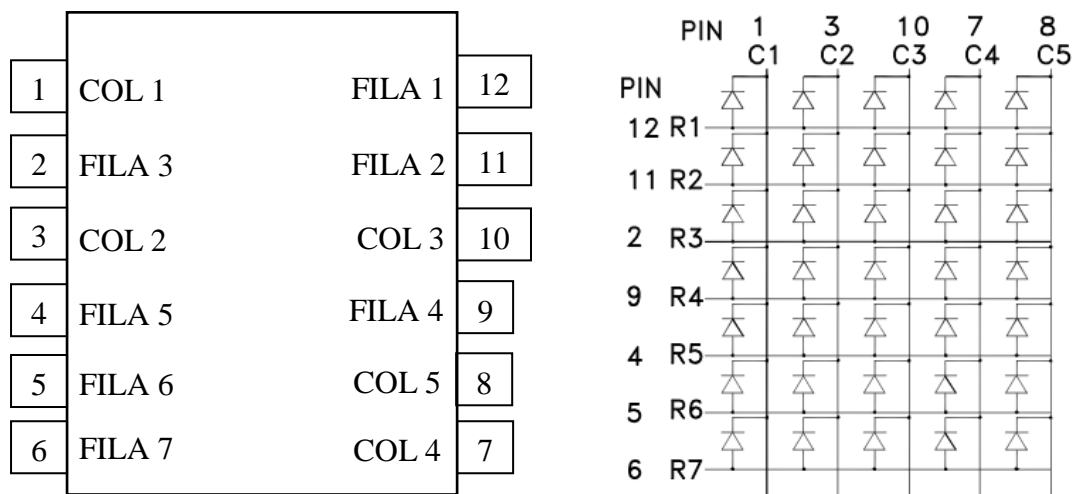 1 COL 1 FILA 1 12
2 FILA 3 FILA 2 11
3 COL 2 COL 3 10
4 FILA 5 FILA 4 9
5 FILA 6 COL 5 8
6 FILA 7 COL 4 7
PIN 1 3 10 7 8
C1 C2 C3 C4 C5
PIN
12 R1
11 R2
2 R3
9 R4
4 R5
5 R6
6 R7